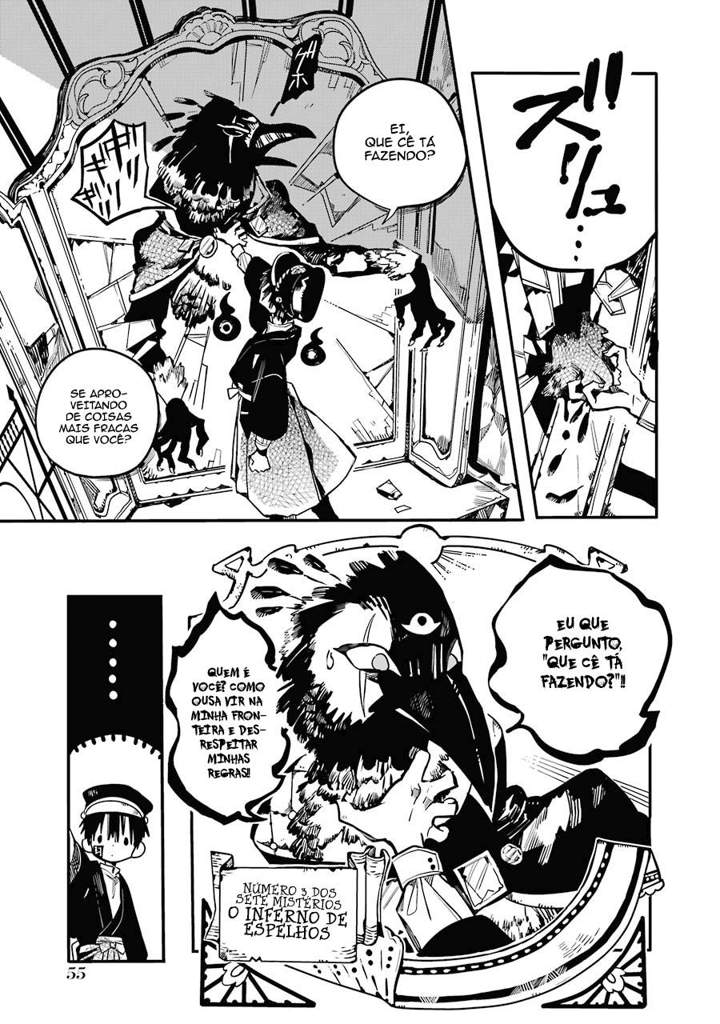 ズリュ…
EI,
QUE CÊ TÁ
FAZENDO?
SE APRO-
VEITANDO
DE COISAS
MAIS FRACAS
QUE VOCÊ?
EU QUE
PERGUNTO,
"QUE CÊ TÁ
FAZENDO?"!!
QUEM É
VOCÊ? COMO
OUSA VIR NA
MINHA FRON-
TEIRA E DES-
RESPEITAR
MINHAS
REGRAS!!
NÚMERO 3 DOS
SETE MISTÉRIOS
O INFERNO DE
ESPELHOS
......
55